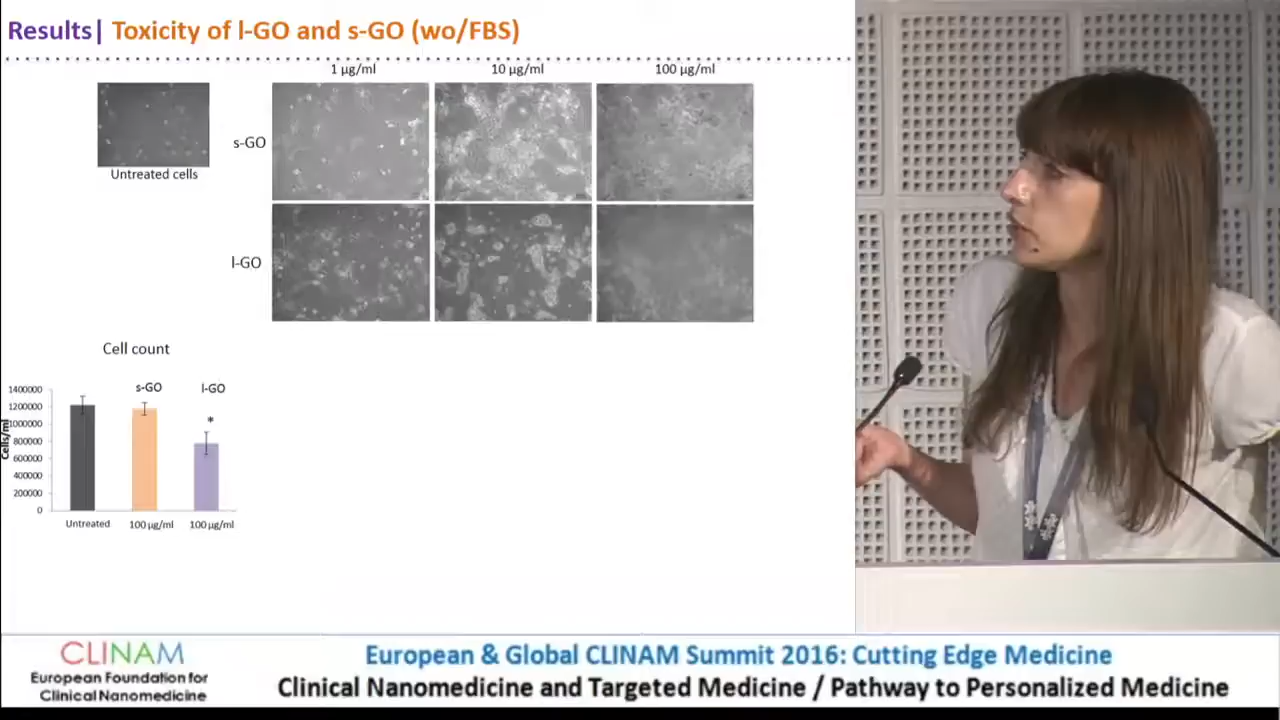 Results| Toxicity of l-GO and s-GO (wo/FBS)
1 µg/ml 10 µg/ml 100 µg/ml
s-GO
Untreated cells
l-GO
Cell count
s-GO l-GO
*
1400000
1200000
1000000
800000
600000
400000
200000
0
Cells/ml
Untreated 100 µg/ml 100 µg/ml
CLINAM
European Foundation for
Clinical Nanomedicine
European & Global CLINAM Summit 2016: Cutting Edge Medicine
Clinical Nanomedicine and Targeted Medicine / Pathway to Personalized Medicine